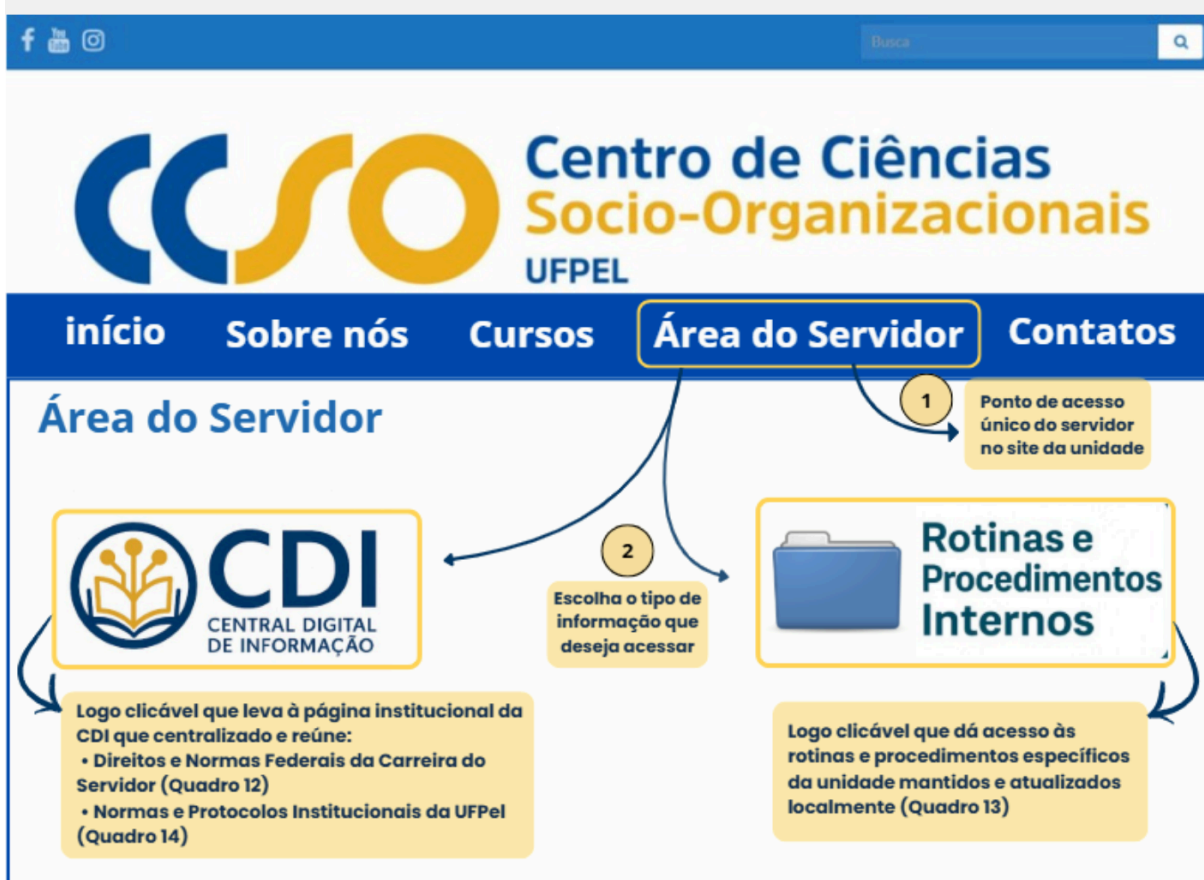 You Tube
Busca
CCSO
Centro de Ciências
Socio-Organizacionais
UFPEL
início Sobre nós Cursos Área do Servidor Contatos
Área do Servidor
1
Ponto de acesso
único do servidor
no site da unidade
CDI
CENTRAL DIGITAL
DE INFORMAÇÃO
2
Escolha o tipo de
informação que
deseja acessar
Rotinas e
Procedimentos
Internos
Logo clicável que leva à página institucional da
CDI que centralizado e reúne:
• Direitos e Normas Federais da Carreira do
Servidor (Quadro 12)
• Normas e Protocolos Institucionais da UFPel
(Quadro 14)
Logo clicável que dá acesso às
rotinas e procedimentos específicos
da unidade mantidos e atualizados
localmente (Quadro 13)